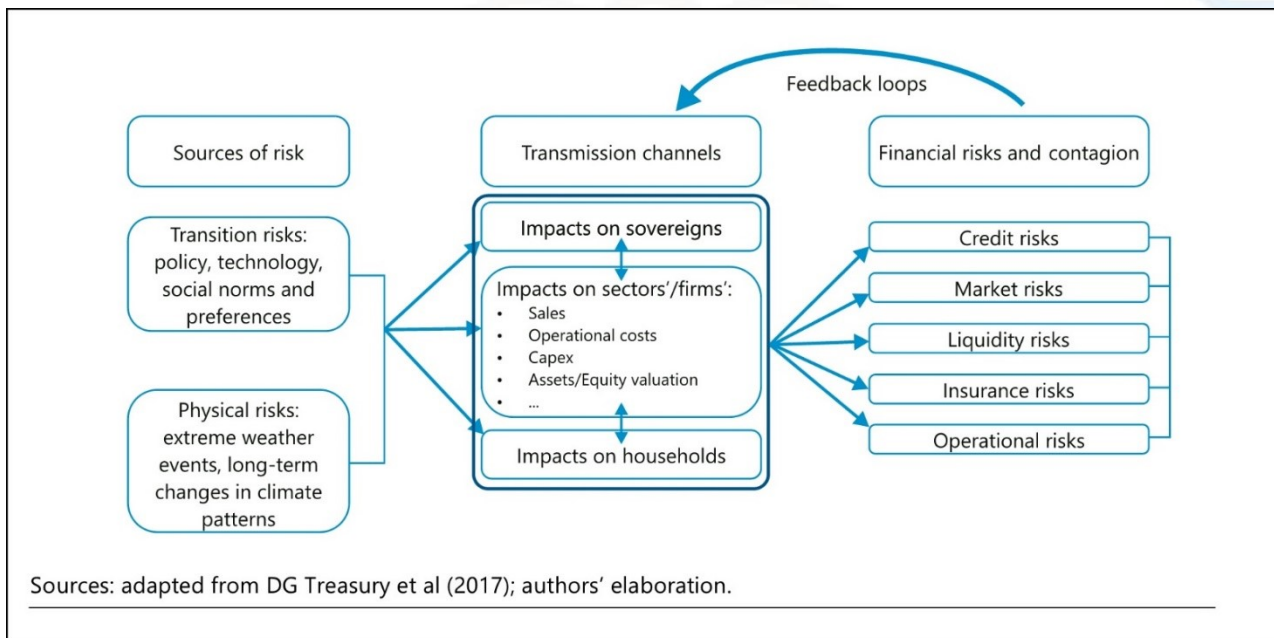 Feedback loops
Sources of risk
Transmission channels
Financial risks and contagion
Transition risks:
policy, technology,
social norms and
preferences
Physical risks:
extreme weather
events, long-term
changes in climate
patterns
Impacts on sovereigns
Impacts on sectors’/firms’:
• Sales
• Operational costs
• Capex
• Assets/Equity valuation
• ...
Impacts on households
Credit risks
Market risks
Liquidity risks
Insurance risks
Operational risks
Sources: adapted from DG Treasury et al (2017); authors’ elaboration.